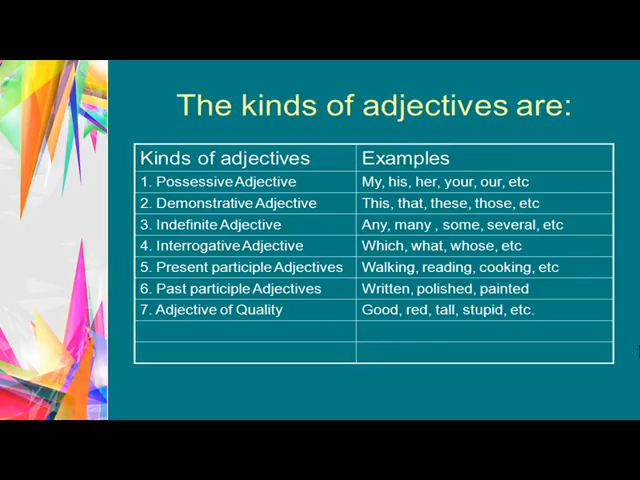 The kinds of adjectives are:
Kinds of adjectives Examples
1. Possessive Adjective My, his, her, your, our, etc
2. Demonstrative Adjective This, that, these, those, etc
3. Indefinite Adjective Any, many , some, several, etc
4. Interrogative Adjective Which, what, whose, etc
5. Present participle Adjectives Walking, reading, cooking, etc
6. Past participle Adjectives Written, polished, painted
7. Adjective of Quality Good, red, tall, stupid, etc.